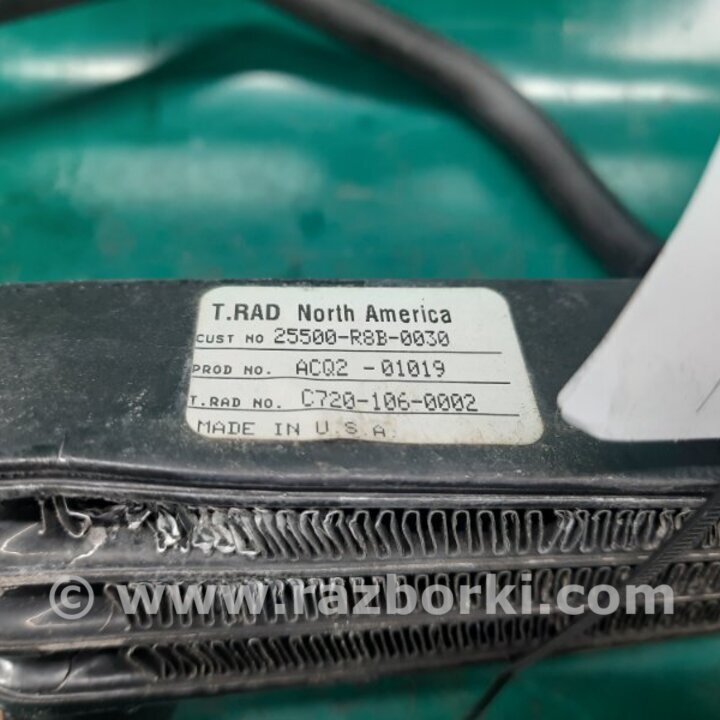 T.RAD North America
CUST NO 25500-R8B-0030
PROD NO. ACQ2 -01019
T.RAD NO. C720-106-0002
MADE IN U.S.A.
© www.razborki.com